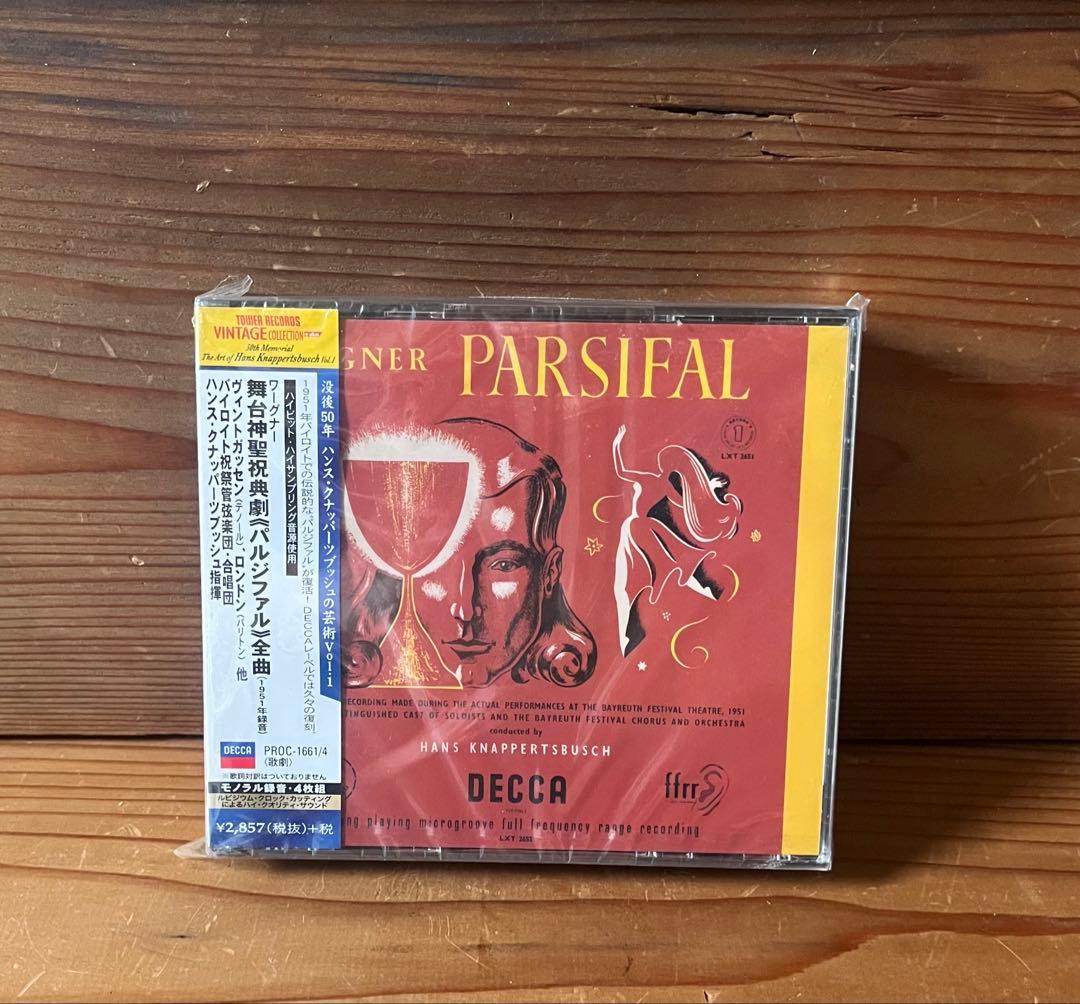 TOWER RECORDS
VINTAGE COLLECTION +plus
50th Memorial
The Art of Hans Knappertsbusch Vol.1
没後50年 ハンス・クナッパーツブッシュの芸術Vol:1
1951年バイロイトでの伝説的な“パルジファル”が復活!DECCAレーベルでは久々の復刻
ハイビット・ハイサンプリング音源使用
ワーグナー
舞台神聖祝典劇《パルジファル》全曲(1951年録音)
ヴィントガッセン(テノール)、ロンドン(バリトン) 他
バイロイト祝祭管弦楽団・合唱団
ハンス・クナッパーツブッシュ指揮
DECCA
PROC-1661/4
〈歌劇〉
※歌詞対訳はついておりません
モノラル録音・4枚組
ルビジウム・クロック・カッティング
によるハイ・クオリティ・サウンド
¥2,857(税抜)+税
GNER PARSIFAL
1
LXT 2651
RECORDING MADE DURING THE ACTUAL PERFORMANCES AT THE BAYREUTH FESTIVAL THEATRE, 1951
TINGUISHED CAST OF SOLOISTS AND THE BAYREUTH FESTIVAL CHORUS AND ORCHESTRA
conducted by
HANS KNAPPERTSBUSCH
DECCA
ffrr
ng playing microgroove full frequency range recording
LXT 2651